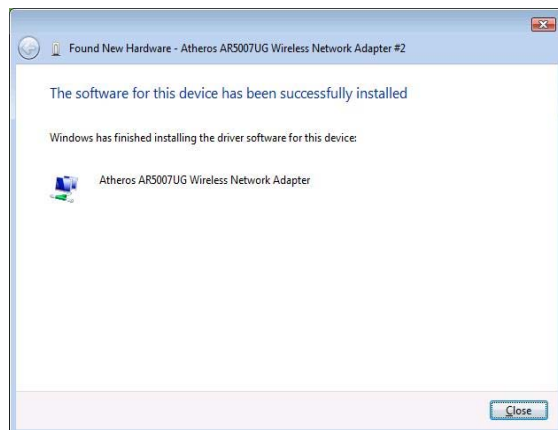 Found New Hardware - Atheros AR5007UG Wireless Network Adapter #2
The software for this device has been successfully installed
Windows has finished installing the driver software for this device:
Atheros AR5007UG Wireless Network Adapter
Close